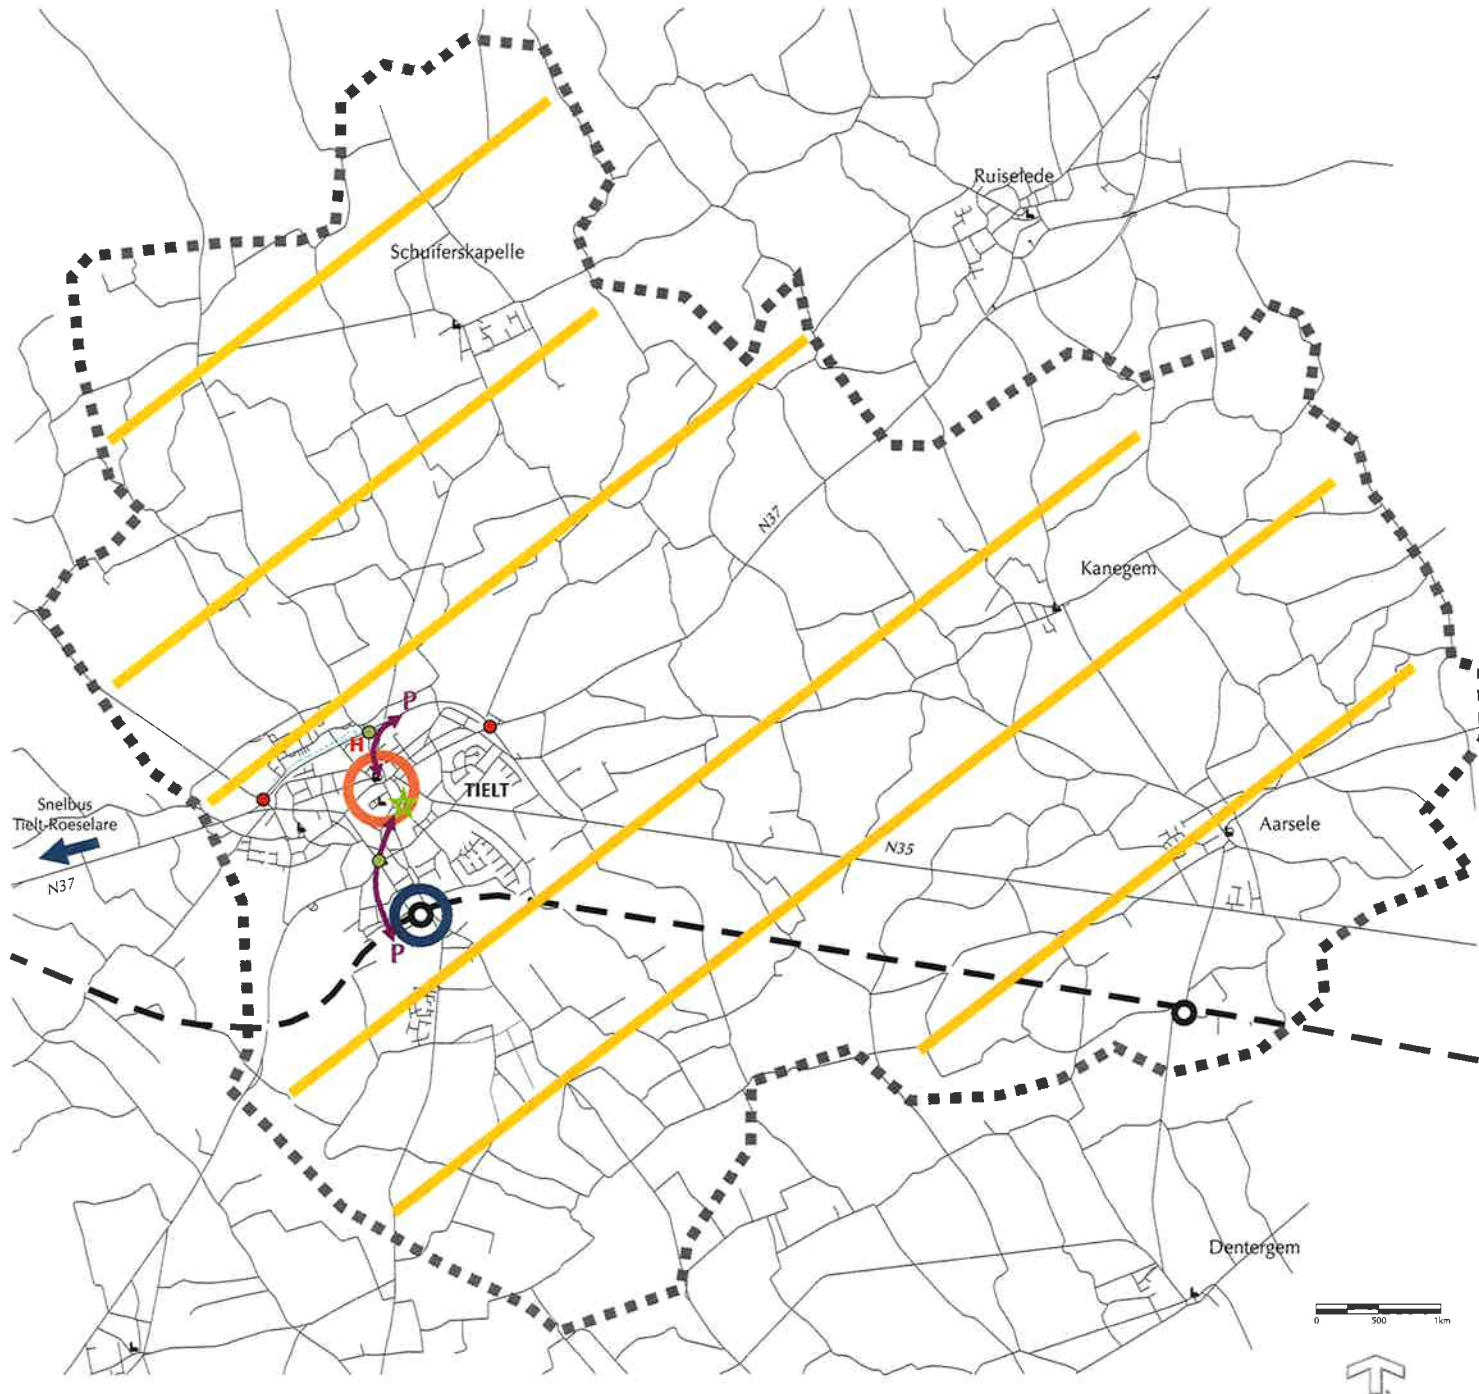 Ruiselede
Schuiferskapelle
N37
Kanegem
P
H
TIELT
Snelbus
Tielt-Roeselare
Aarsele
N35
N37
P
Dentergem
0 500 1km